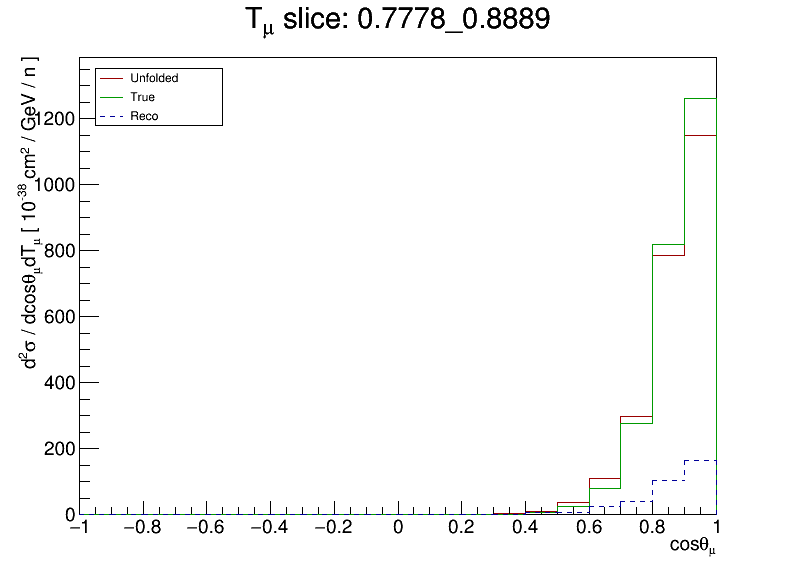 T_μ slice: 0.7778_0.8889
d²σ / dcosθ_μdT_μ [ 10⁻³⁸ cm² / GeV / n ]
Unfolded
True
Reco
1200
1000
800
600
400
200
0
−1 −0.8 −0.6 −0.4 −0.2 0 0.2 0.4 0.6 0.8 1
cosθ_μ